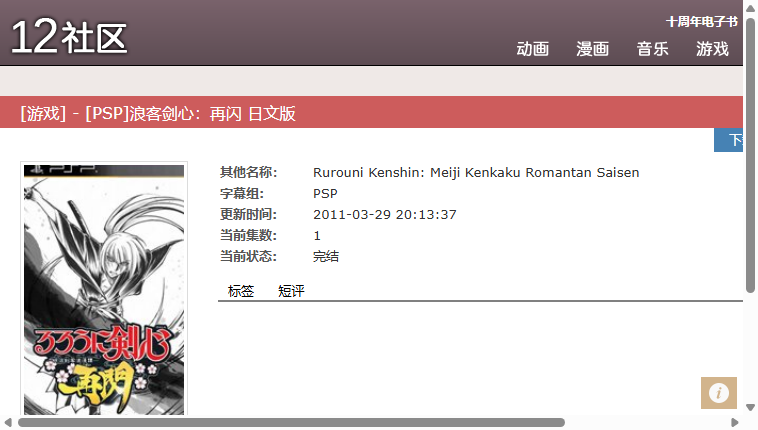 12社区
十周年电子书
动画 漫画 音乐 游戏
[游戏] - [PSP]浪客剑心：再闪 日文版
其他名称： Rurouni Kenshin: Meiji Kenkaku Romantan Saisen
字幕组： PSP
更新时间： 2011-03-29 20:13:37
当前集数： 1
当前状态： 完结
标签 短评
るろうに剣心
再閃